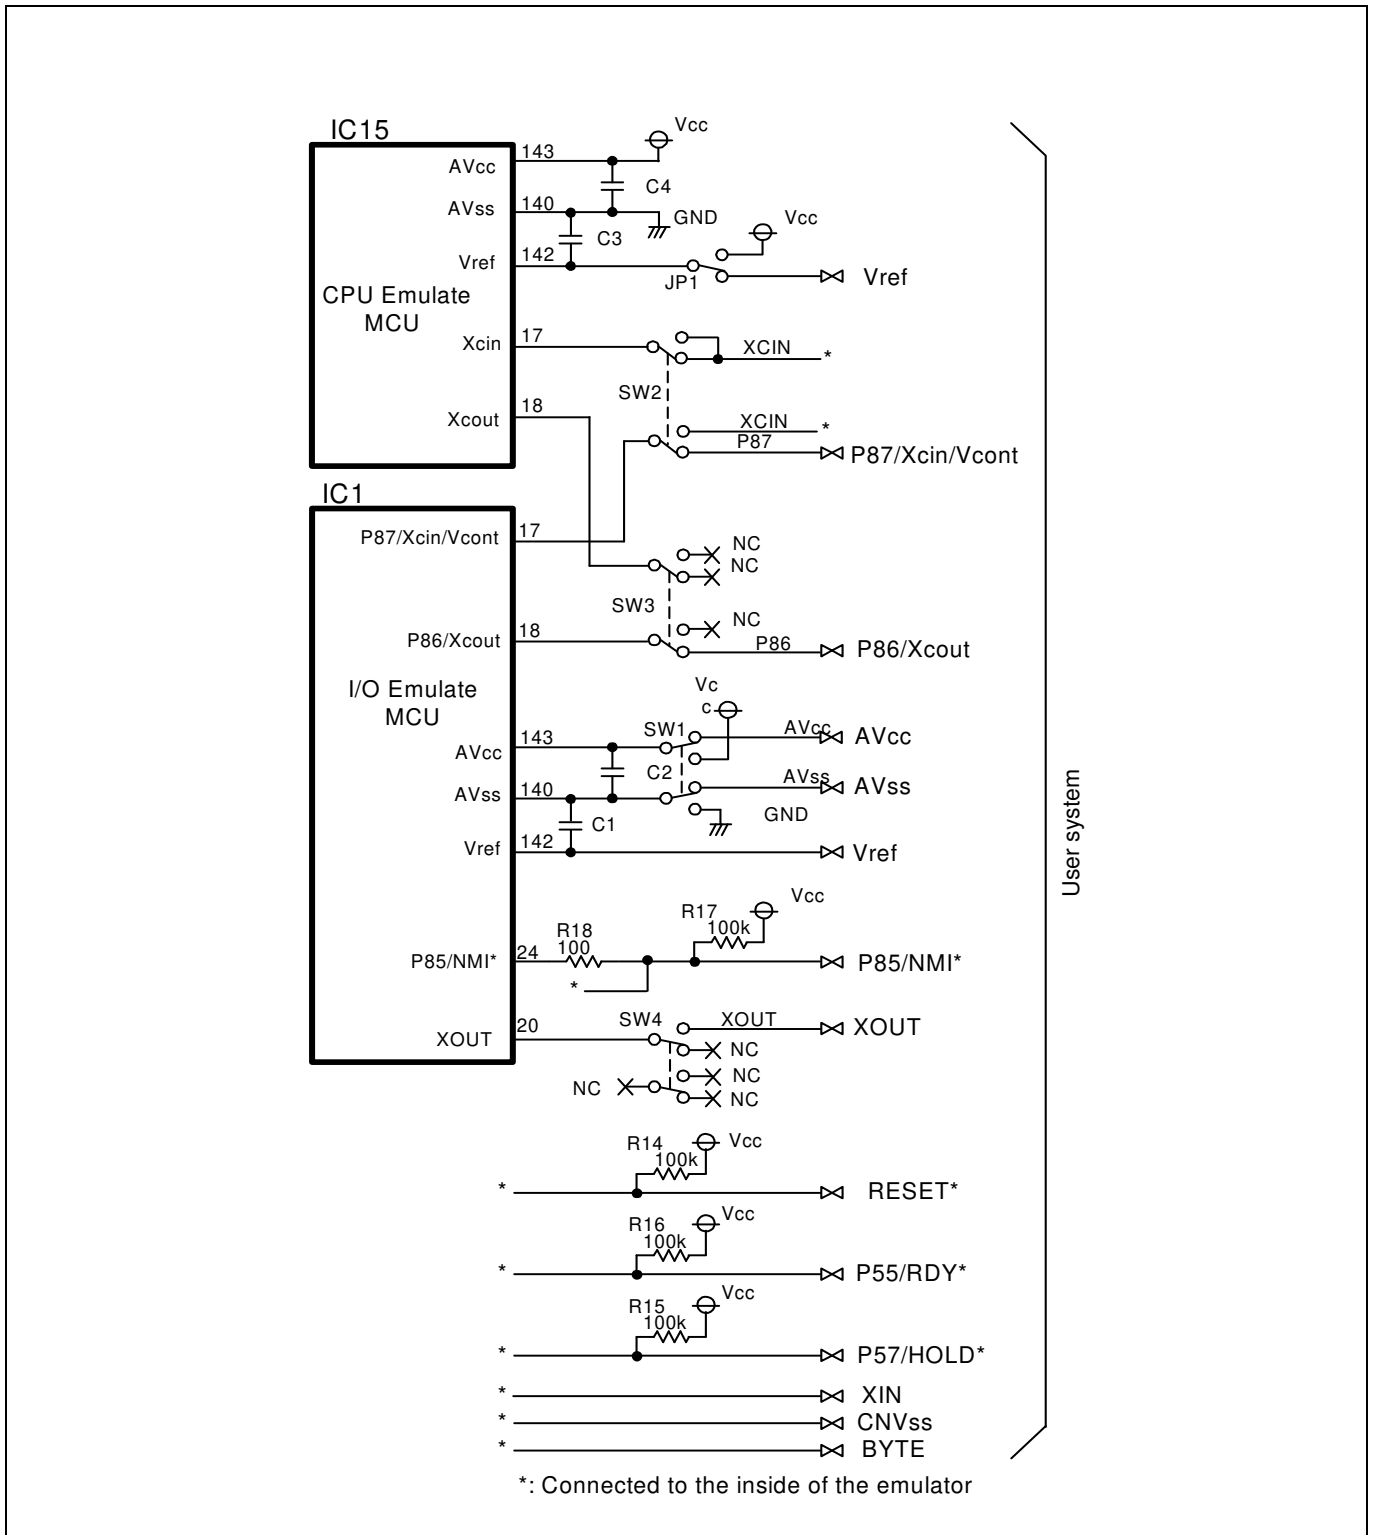 IC15
Vcc
AVcc
143
C4
AVss
140
GND
C3
Vcc
Vref
142
JP1
Vref
CPU Emulate
MCU
Xcin
17
XCIN
*
SW2
Xcout
18
XCIN
*
P87
P87/Xcin/Vcont
IC1
P87/Xcin/Vcont
17
NC
NC
SW3
NC
P86/Xcout
18
P86
P86/Xcout
I/O Emulate
MCU
Vc
c
SW1
AVcc
143
AVcc
AVcc
C2
AVss
140
AVss
AVss
C1
GND
Vref
142
Vref
Vcc
R17
100k
R18
100
P85/NMI*
24
P85/NMI*
*
SW4
XOUT
20
XOUT
XOUT
NC
NC
NC
NC
User system
R14
Vcc
100k
*
RESET*
R16
Vcc
100k
*
P55/RDY*
R15
Vcc
100k
*
P57/HOLD*
*
XIN
*
CNVss
*
BYTE
*: Connected to the inside of the emulator